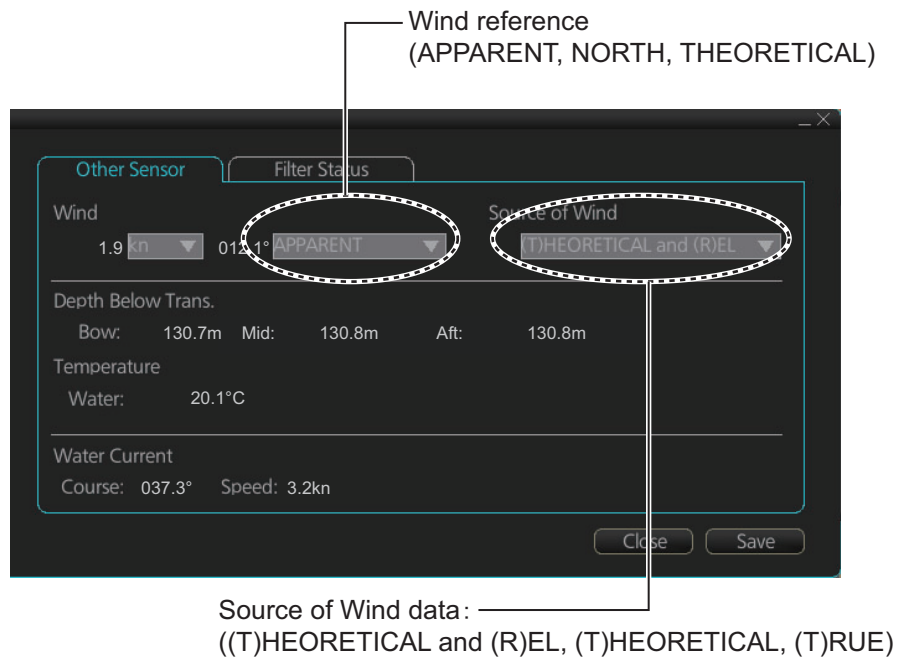 Wind reference
(APPARENT, NORTH, THEORETICAL)
Other Sensor Filter Status
Wind Source of Wind
1.9 kn 012.1° APPARENT (T)HEORETICAL and (R)EL
Depth Below Trans.
Bow: 130.7m Mid: 130.8m Aft: 130.8m
Temperature
Water: 20.1°C
Water Current
Course: 037.3° Speed: 3.2kn
Close Save
Source of Wind data:
((T)HEORETICAL and (R)EL, (T)HEORETICAL, (T)RUE)